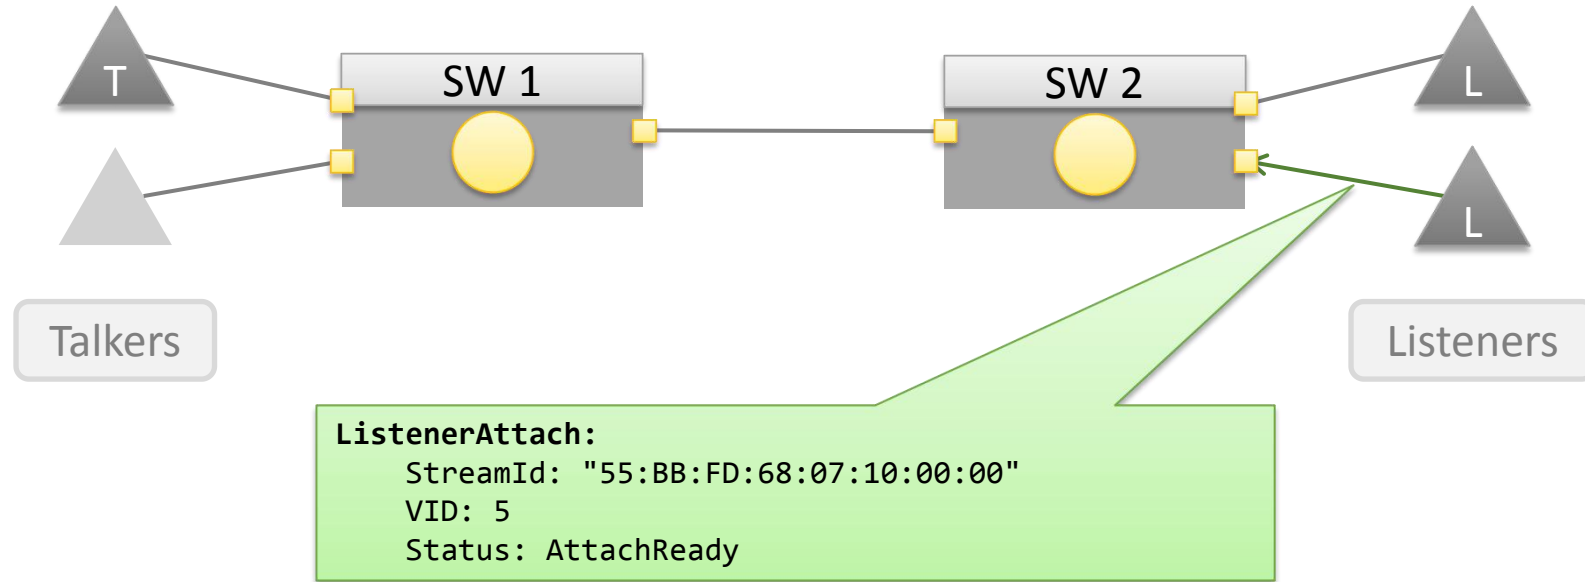 T
SW 1
SW 2
L
L
Talkers
Listeners
ListenerAttach:
StreamId: "55:BB:FD:68:07:10:00:00"
VID: 5
Status: AttachReady